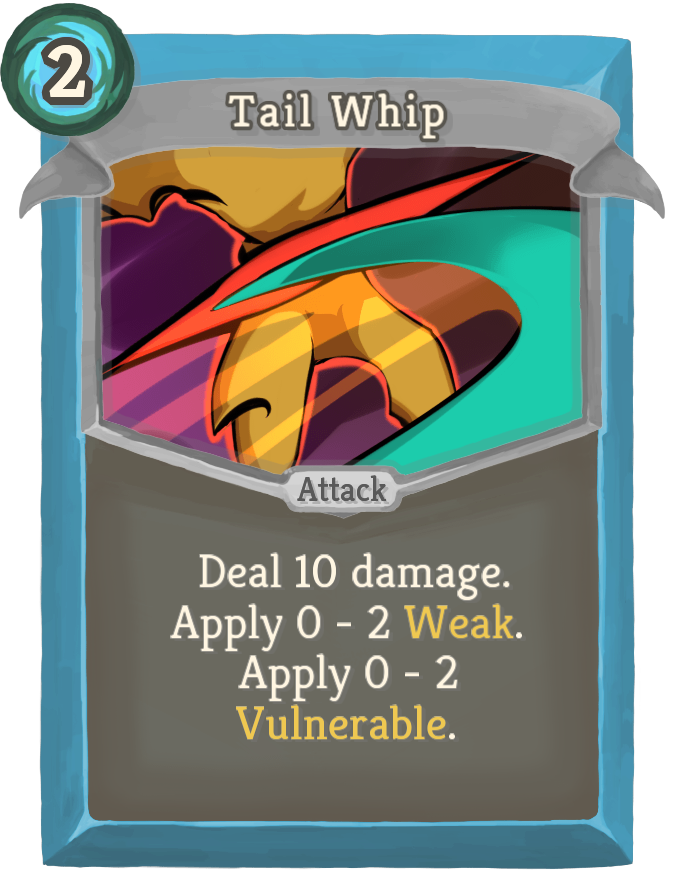 2
Tail Whip
Attack
Deal 10 damage.
Apply 0 - 2 Weak.
Apply 0 - 2
Vulnerable.